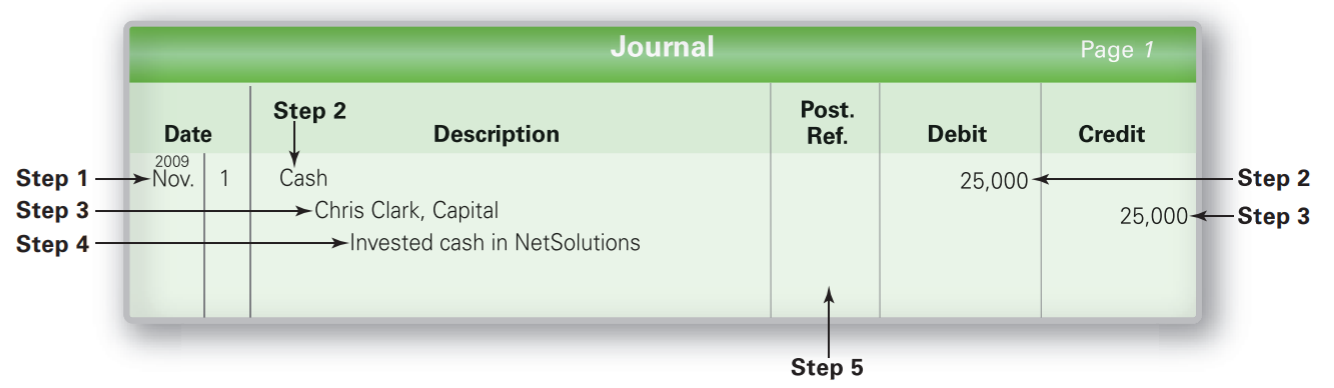 Journal Page 1
Step 2 Post.
Date Description Ref. Debit Credit
2009
Step 1 Nov. 1 Cash 25,000 Step 2
Step 3 Chris Clark, Capital 25,000 Step 3
Step 4 Invested cash in NetSolutions
Step 5